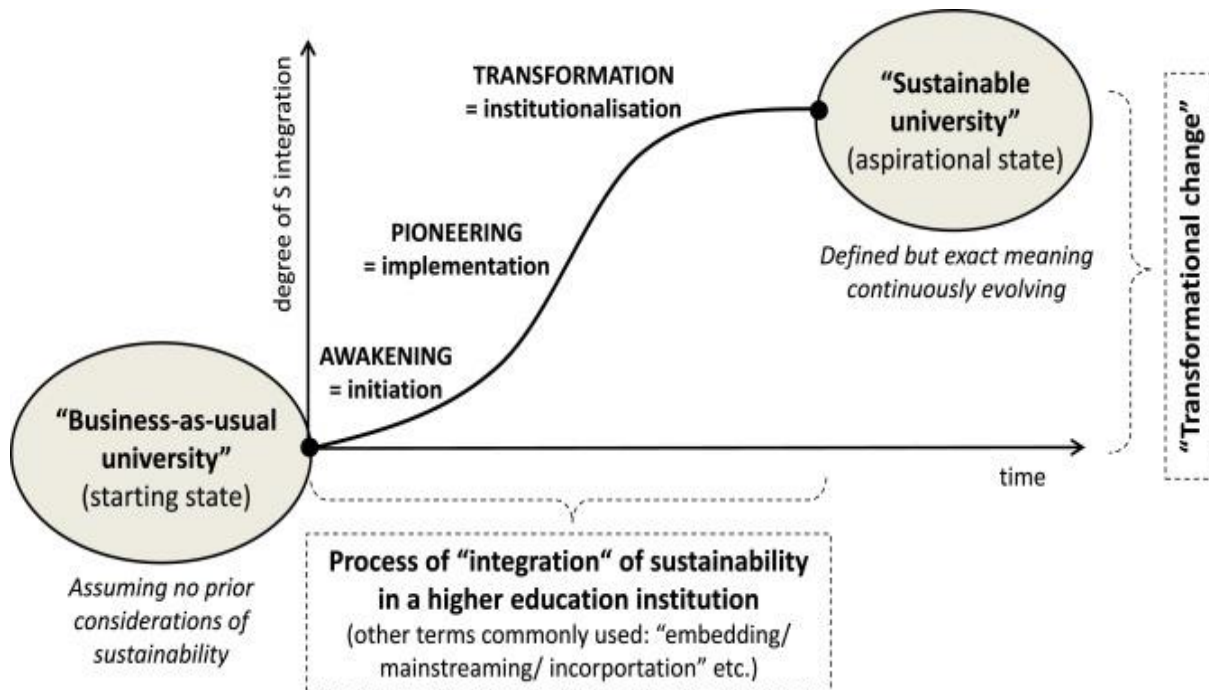 degree of S integration
TRANSFORMATION
= institutionalisation
PIONEERING
= implementation
AWAKENING
= initiation
“Business-as-usual
university”
(starting state)
Assuming no prior
considerations of
sustainability
“Sustainable
university”
(aspirational state)
Defined but exact meaning
continuously evolving
time
“Transformational change”
Process of “integration“ of sustainability
in a higher education institution
(other terms commonly used: “embedding/
mainstreaming/ incorportation” etc.)